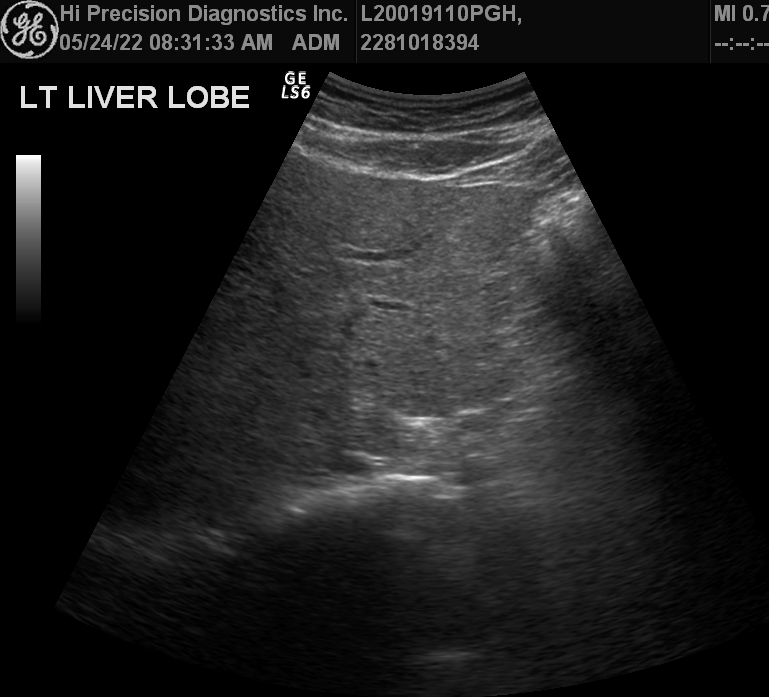 Hi Precision Diagnostics Inc.
05/24/22 08:31:33 AM ADM
L20019110PGH,
2281018394
MI 0.7
--:--:--
LT LIVER LOBE
GE
LS6